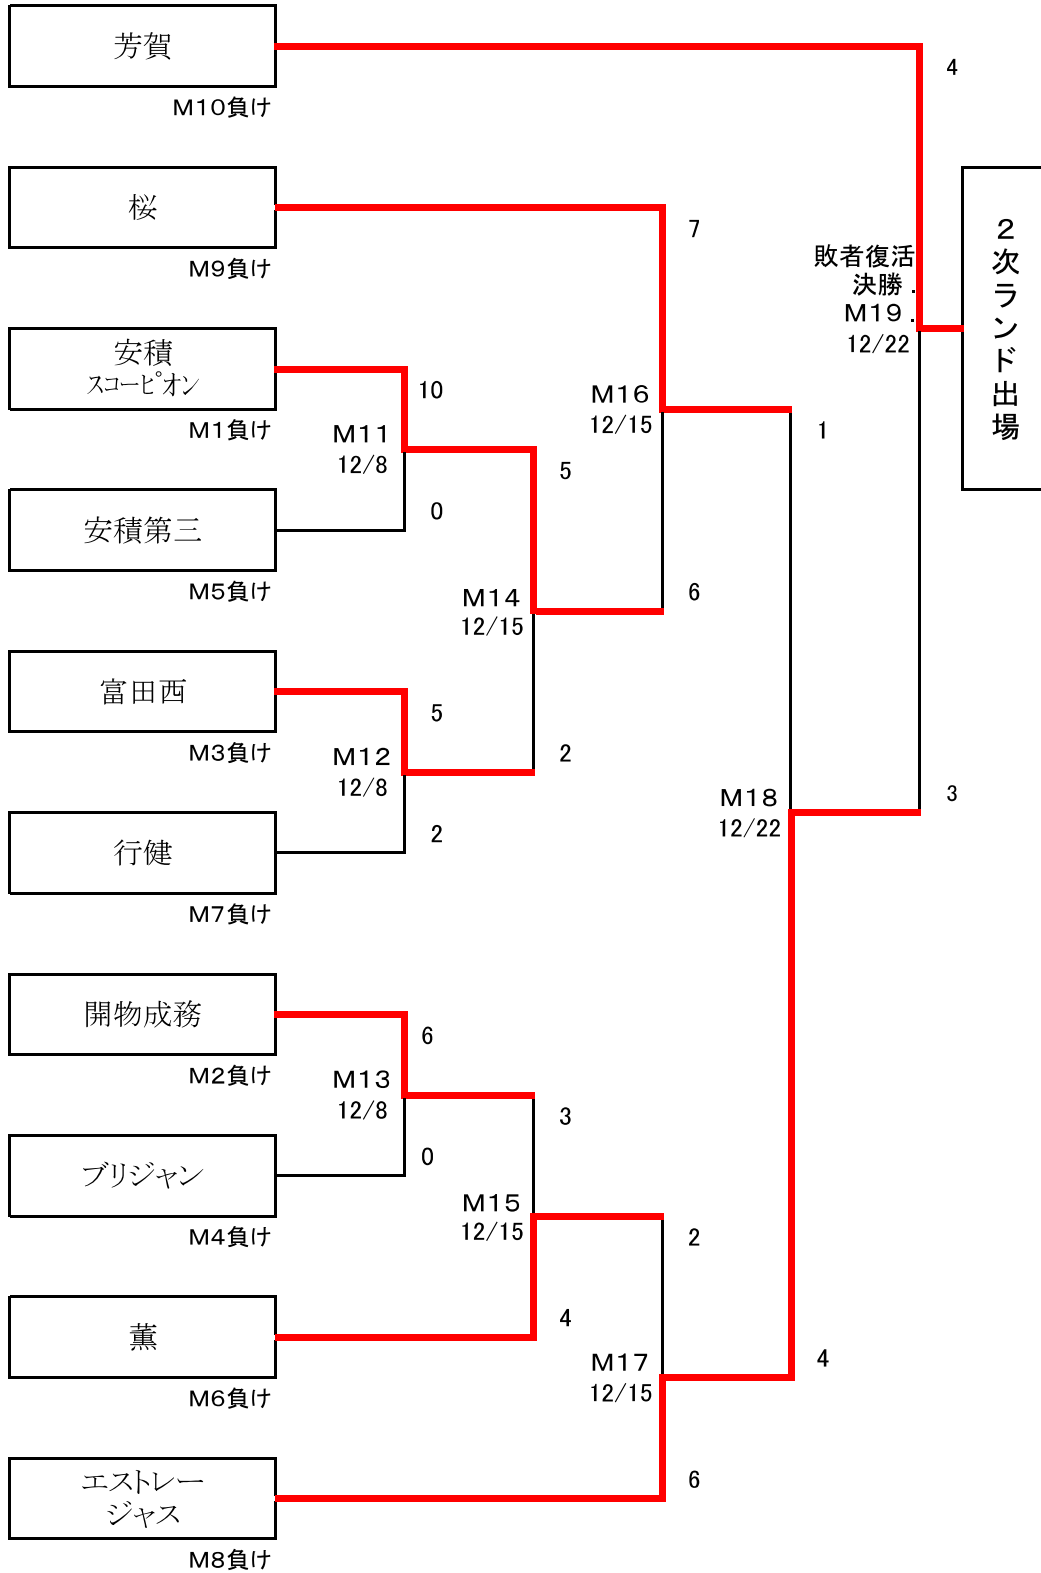 芳賀
4
M10負け
桜
7
M9負け
2次ランド出場
敗者復活
決勝.
M19.
12/22
安積
スコーピオン
10
M1負け
M16
12/15
M11
12/8
1
5
安積第三
0
M5負け
M14
12/15
6
富田西
5
M3負け
M12
12/8
2
M18
12/22
3
行健
2
M7負け
開物成務
6
M2負け
M13
12/8
3
ブリジャン
0
M4負け
M15
12/15
2
薫
4
M6負け
M17
12/15
4
エストレー
ジャス
6
M8負け